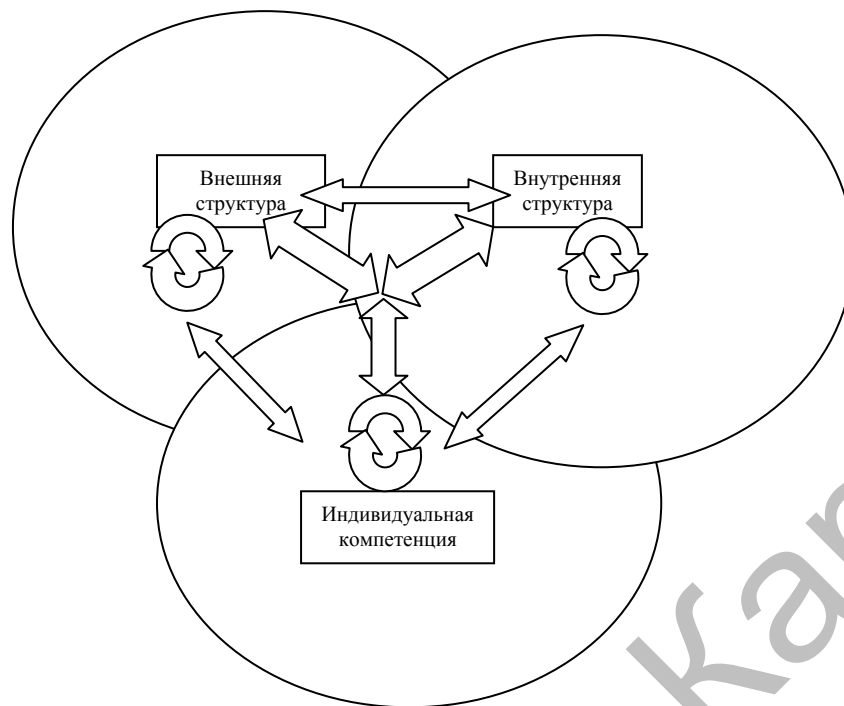 Внешняя
структура
Внутренняя
структура
Индивидуальная
компетенция